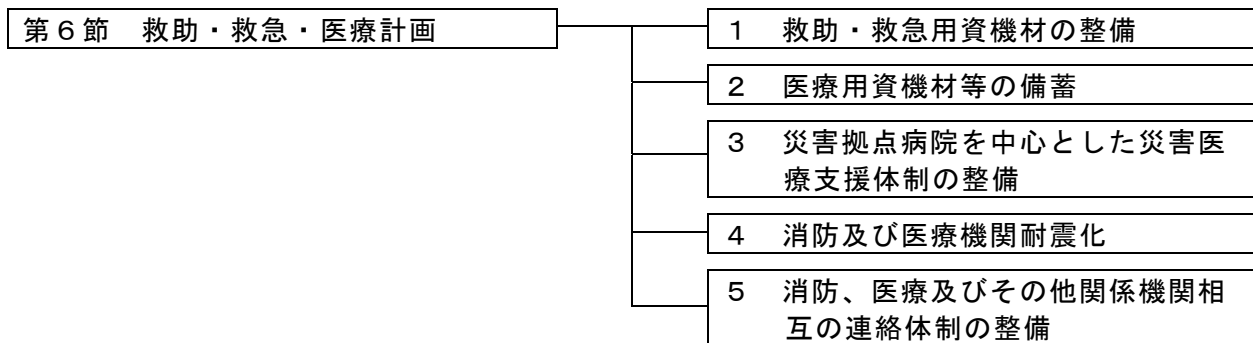 第６節　救助・救急・医療計画
１　救助・救急用資機材の整備
２　医療用資機材等の備蓄
３　災害拠点病院を中心とした災害医
療支援体制の整備
４　消防及び医療機関耐震化
５　消防、医療及びその他関係機関相
互の連絡体制の整備